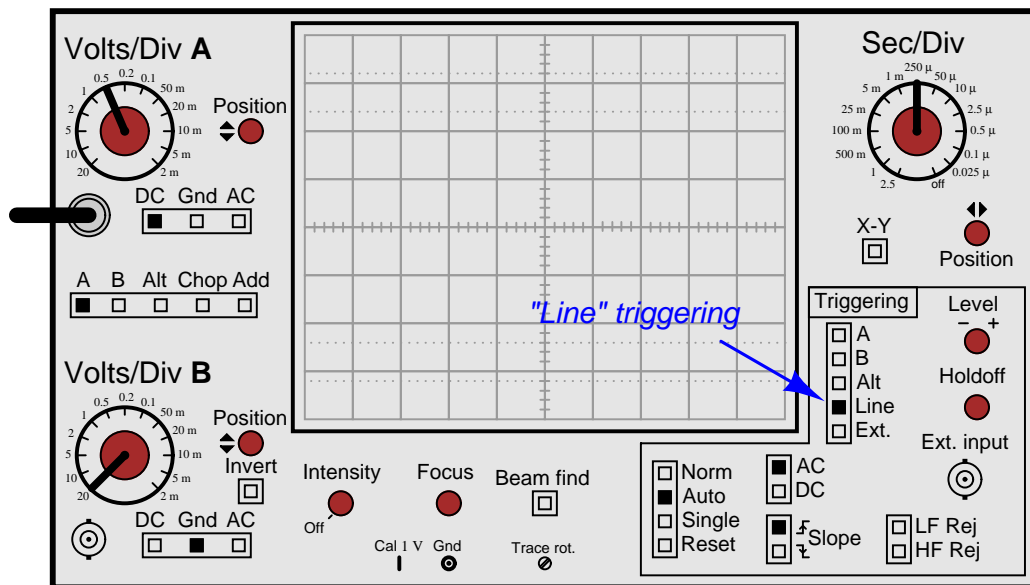 Volts/Div A
0.5 0.2 0.1
1 50 m
2 20 m
5 10 m
10 5 m
20 2 m
Position
DC Gnd AC
A B Alt Chop Add
Volts/Div B
0.5 0.2 0.1
1 50 m
2 20 m
5 10 m
10 5 m
20 2 m
Position
Invert
DC Gnd AC
"Line" triggering
Intensity
Off
Focus
Beam find
Cal 1 V Gnd
Trace rot.
Sec/Div
250 µ
1 m 50 µ
5 m 10 µ
25 m 2.5 µ
100 m 0.5 µ
500 m 0.1 µ
1 0.025 µ
2.5 off
X-Y
Position
Triggering
A
B
Alt
Line
Ext.
Level
- +
Holdoff
Ext. input
Norm
Auto
Single
Reset
AC
DC
Slope
LF Rej
HF Rej